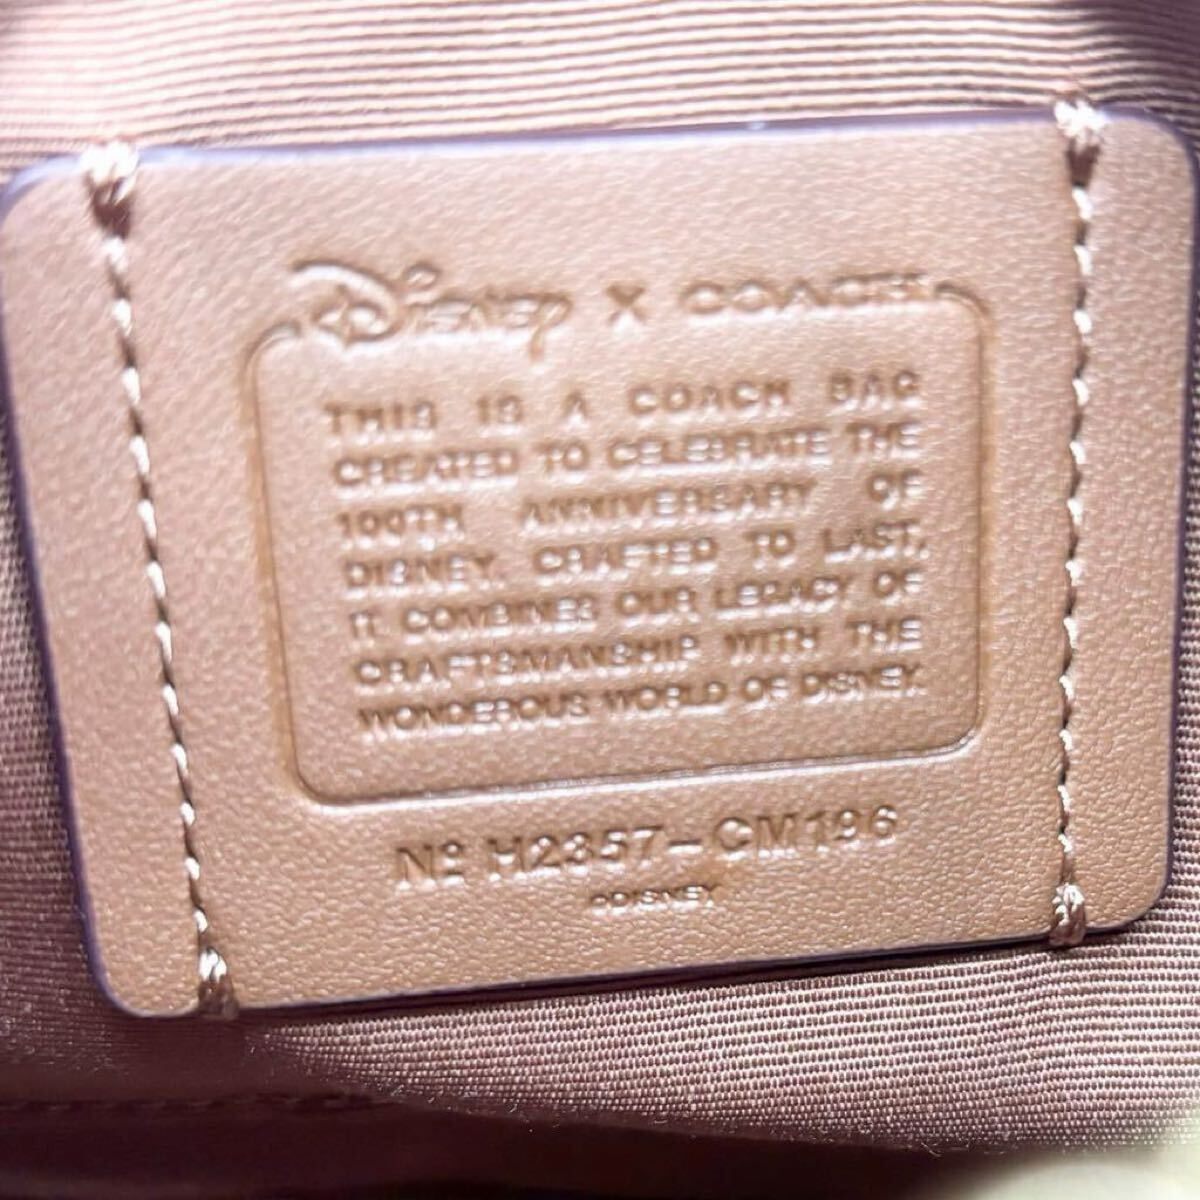 Disney X COACH
THIS IS A COACH BAG
CREATED TO CELEBRATE THE
100TH ANNIVERSARY OF
DISNEY. CRAFTED TO LAST,
IT COMBINES OUR LEGACY OF
CRAFTSMANSHIP WITH THE
WONDEROUS WORLD OF DISNEY.
Nº H2357-CM196
©DISNEY